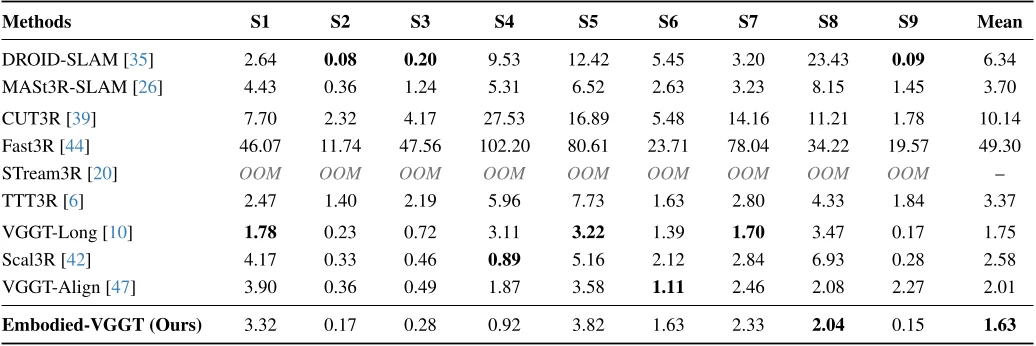 Methods S1 S2 S3 S4 S5 S6 S7 S8 S9 Mean
DROID-SLAM [35] 2.64 0.08 0.20 9.53 12.42 5.45 3.20 23.43 0.09 6.34
MASt3R-SLAM [26] 4.43 0.36 1.24 5.31 6.52 2.63 3.23 8.15 1.45 3.70
CUT3R [39] 7.70 2.32 4.17 27.53 16.89 5.48 14.16 11.21 1.78 10.14
Fast3R [44] 46.07 11.74 47.56 102.20 80.61 23.71 78.04 34.22 19.57 49.30
STream3R [20] OOM OOM OOM OOM OOM OOM OOM OOM OOM –
TTT3R [6] 2.47 1.40 2.19 5.96 7.73 1.63 2.80 4.33 1.84 3.37
VGGT-Long [10] 1.78 0.23 0.72 3.11 3.22 1.39 1.70 3.47 0.17 1.75
Scal3R [42] 4.17 0.33 0.46 0.89 5.16 2.12 2.84 6.93 0.28 2.58
VGGT-Align [47] 3.90 0.36 0.49 1.87 3.58 1.11 2.46 2.08 2.27 2.01
Embodied-VGGT (Ours) 3.32 0.17 0.28 0.92 3.82 1.63 2.33 2.04 0.15 1.63